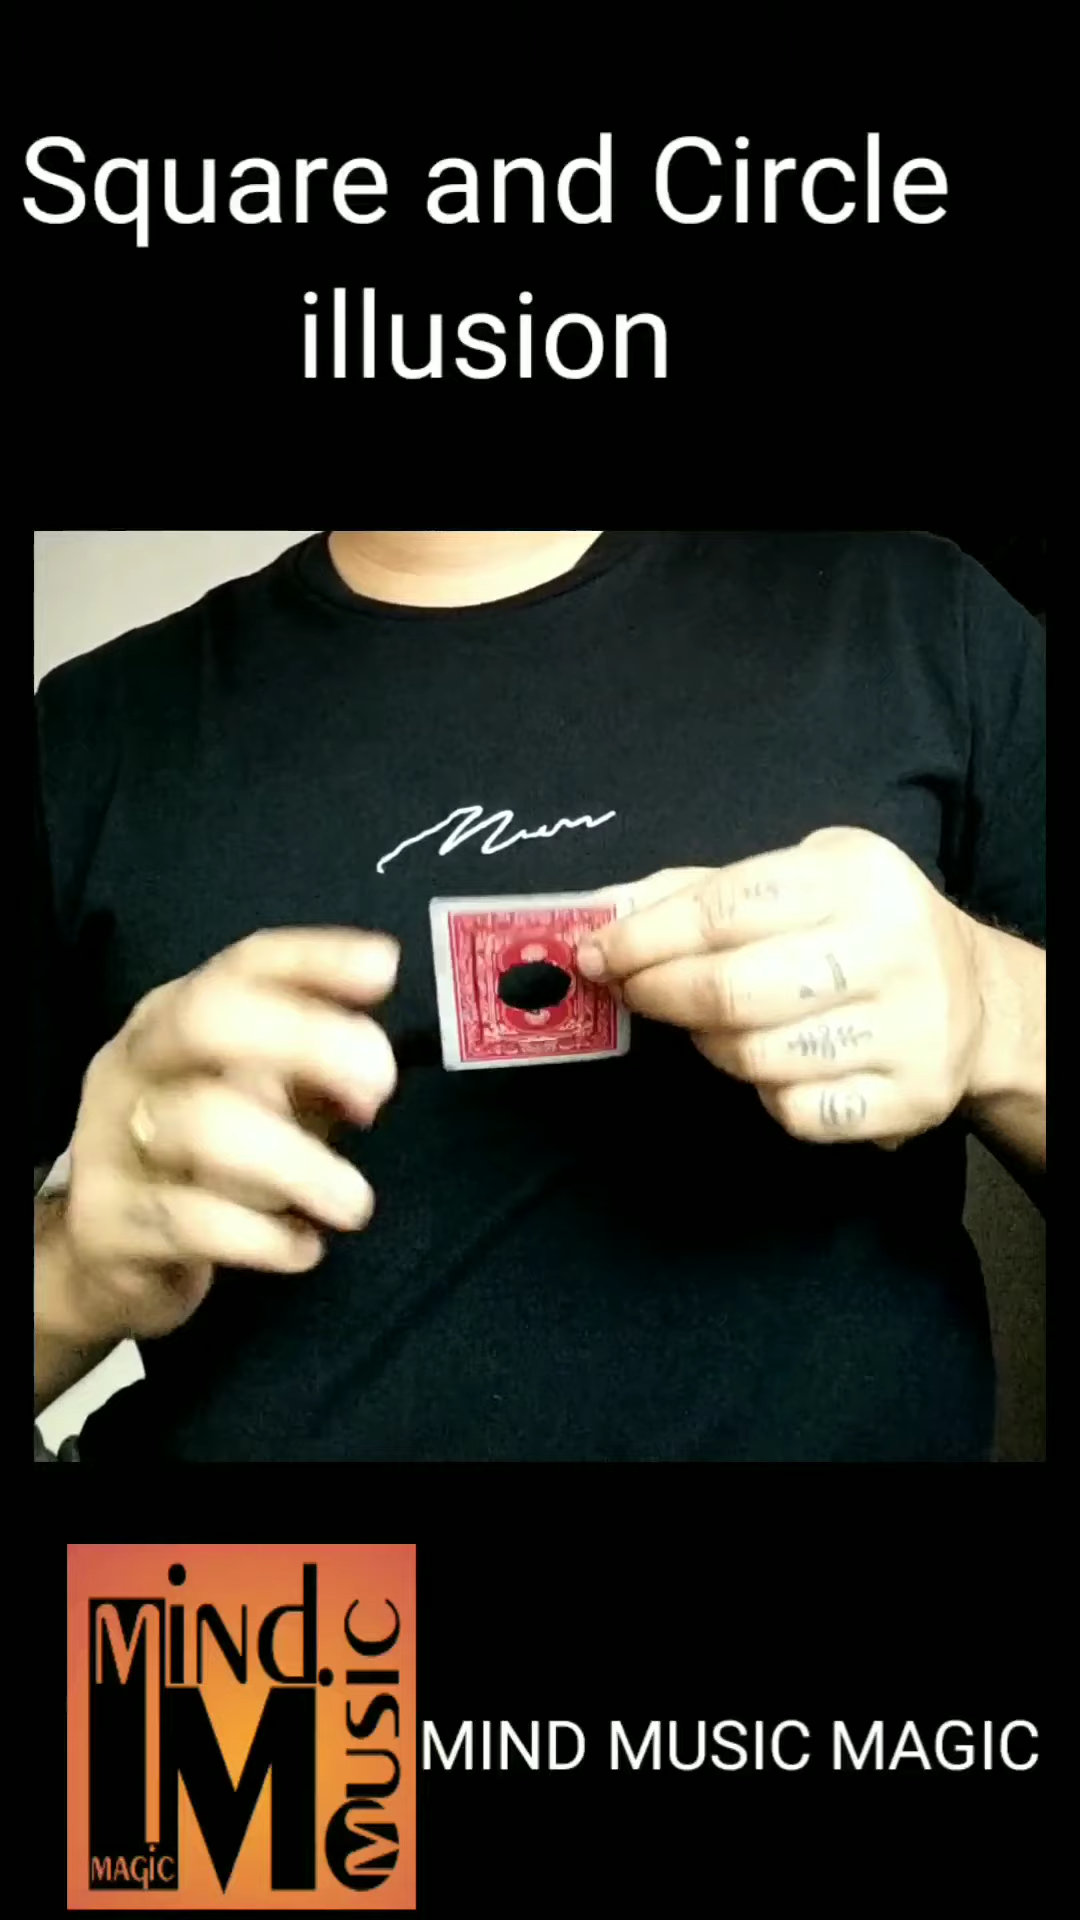 Square and Circle
illusion
Mind.
MUSIC
M
MAGIC
MIND MUSIC MAGIC